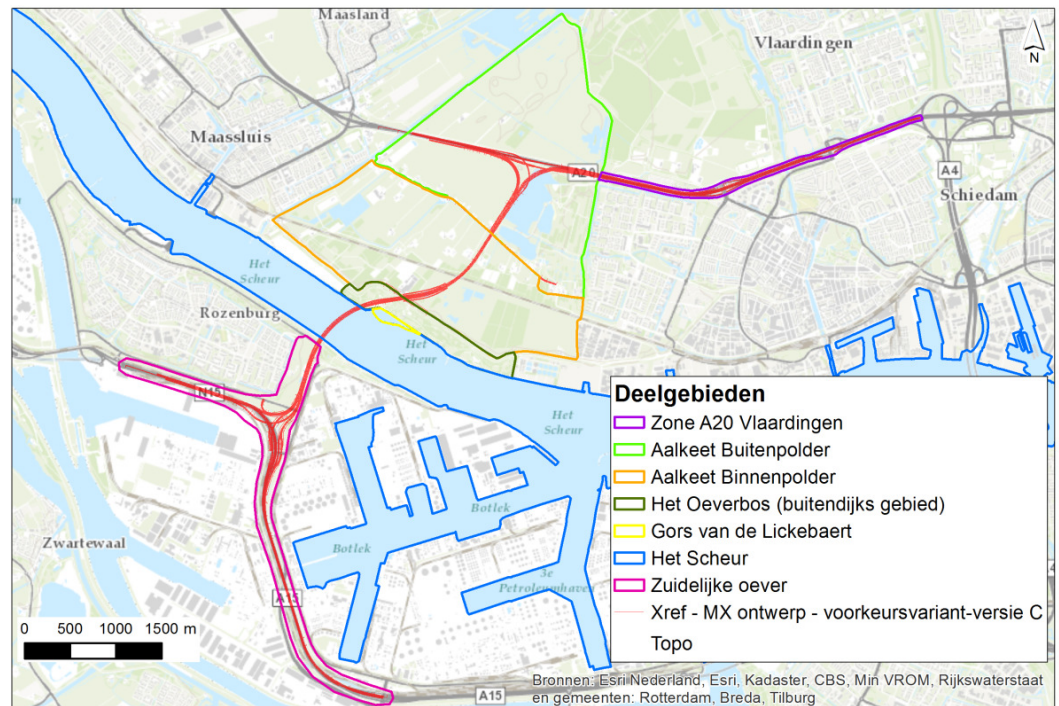 Maasland
Vlaardingen
N
Maassluis
A20
A4
Schiedam
Het
Scheur
Rozenburg
Het
Scheur
N15
Het
Scheur
Botlek
Botlek
Zwartewaal
3e
Petroleumhaven
A15
A15
Deelgebieden
Zone A20 Vlaardingen
Aalkeet Buitenpolder
Aalkeet Binnenpolder
Het Oeverbos (buitendijks gebied)
Gors van de Lickebaert
Het Scheur
Zuidelijke oever
Xref - MX ontwerp - voorkeursvariant-versie C
Topo
0 500 1000 1500 m
Bronnen: Esri Nederland, Esri, Kadaster, CBS, Min VROM, Rijkswaterstaat
en gemeenten: Rotterdam, Breda, Tilburg